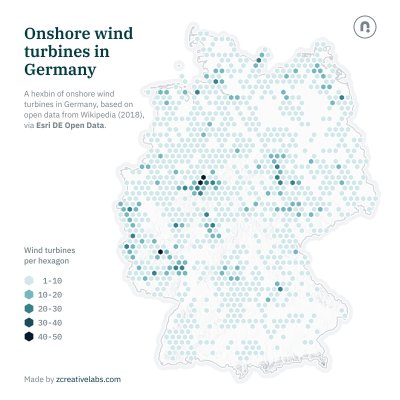 Onshore wind
turbines in
Germany
A hexbin of onshore wind
turbines in Germany, based on
open data from Wikipedia (2018),
via Esri DE Open Data.
Wind turbines
per hexagon
1-10
10-20
20-30
30-40
40-50
Made by zcreativelabs.com